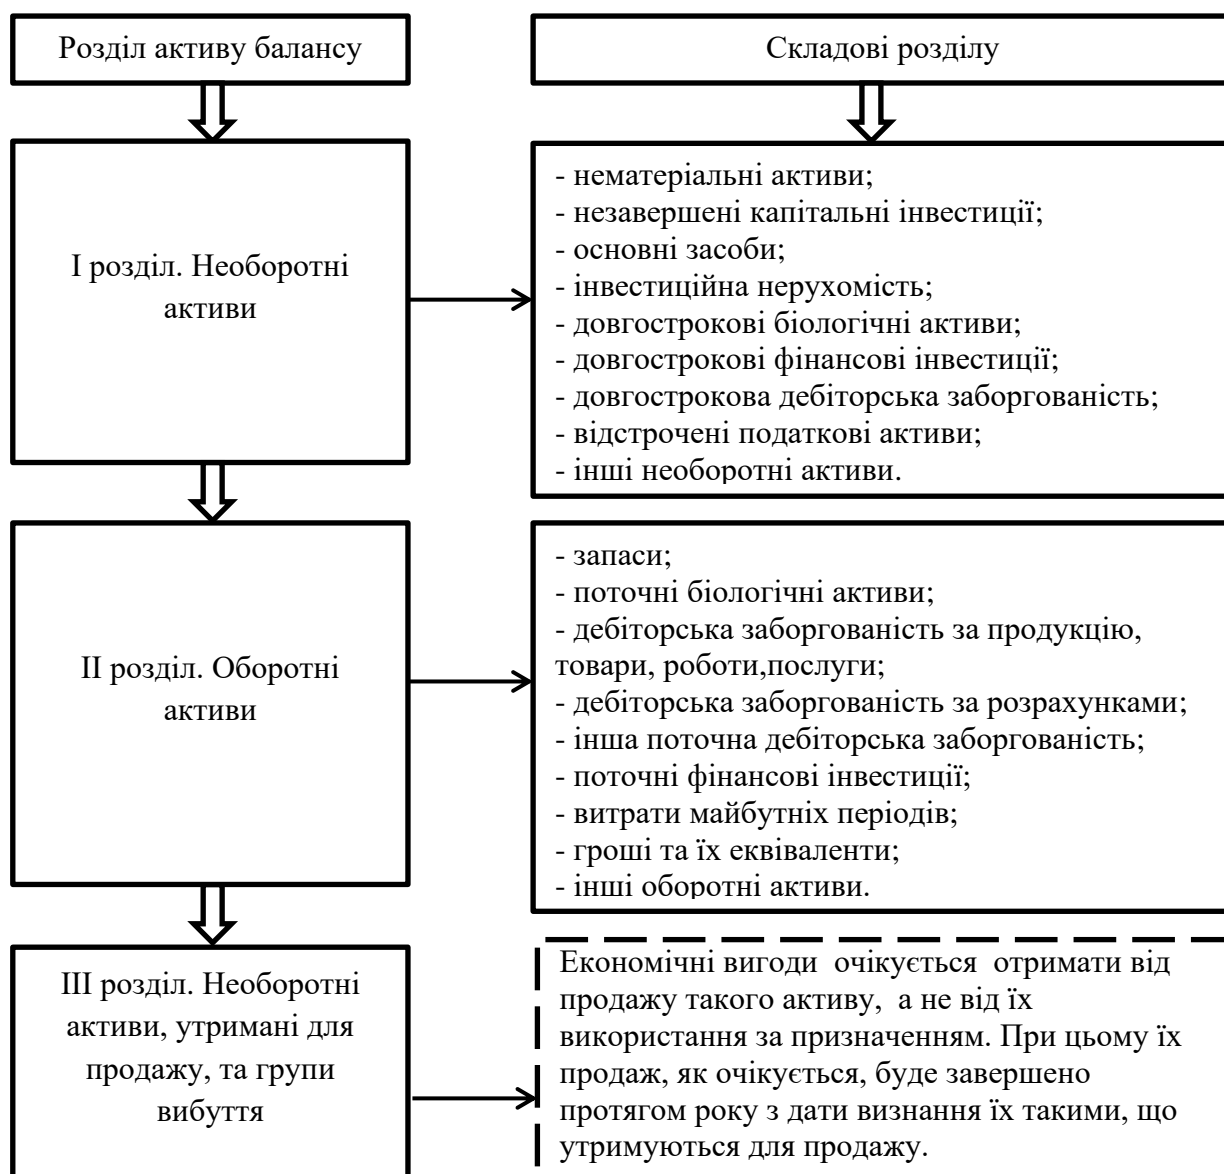 Розділ активу балансу
Складові розділу
І розділ. Необоротні
активи
- нематеріальні активи;
- незавершені капітальні інвестиції;
- основні засоби;
- інвестиційна нерухомість;
- довгострокові біологічні активи;
- довгострокові фінансові інвестиції;
- довгострокова дебіторська заборгованість;
- відстрочені податкові активи;
- інші необоротні активи.
ІІ розділ. Оборотні
активи
- запаси;
- поточні біологічні активи;
- дебіторська заборгованість за продукцію,
товари, роботи,послуги;
- дебіторська заборгованість за розрахунками;
- інша поточна дебіторська заборгованість;
- поточні фінансові інвестиції;
- витрати майбутніх періодів;
- гроші та їх еквіваленти;
- інші оборотні активи.
ІІІ розділ. Необоротні
активи, утримані для
продажу, та групи
вибуття
Економічні вигоди очікується отримати від
продажу такого активу, а не від їх
використання за призначенням. При цьому їх
продаж, як очікується, буде завершено
протягом року з дати визнання їх такими, що
утримуються для продажу.